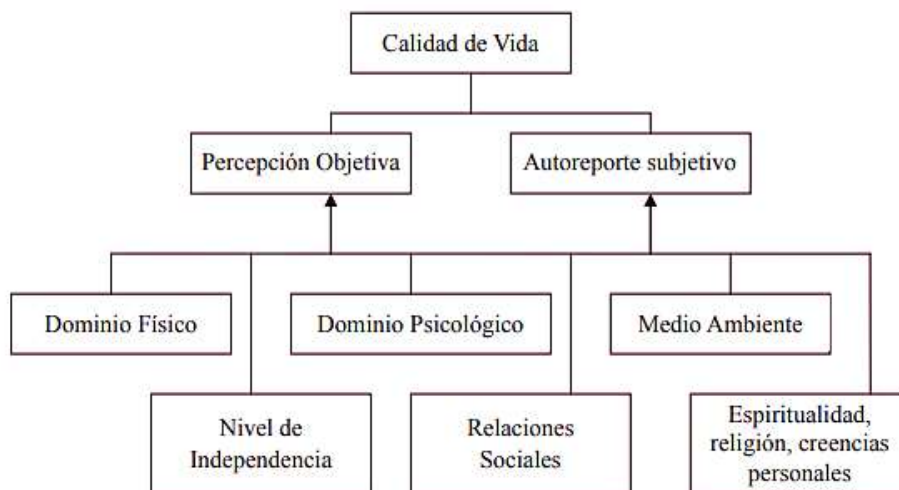 Calidad de Vida
Percepción Objetiva
Autoreporte subjetivo
Dominio Físico
Dominio Psicológico
Medio Ambiente
Nivel de
Independencia
Relaciones
Sociales
Espiritualidad,
religión, creencias
personales